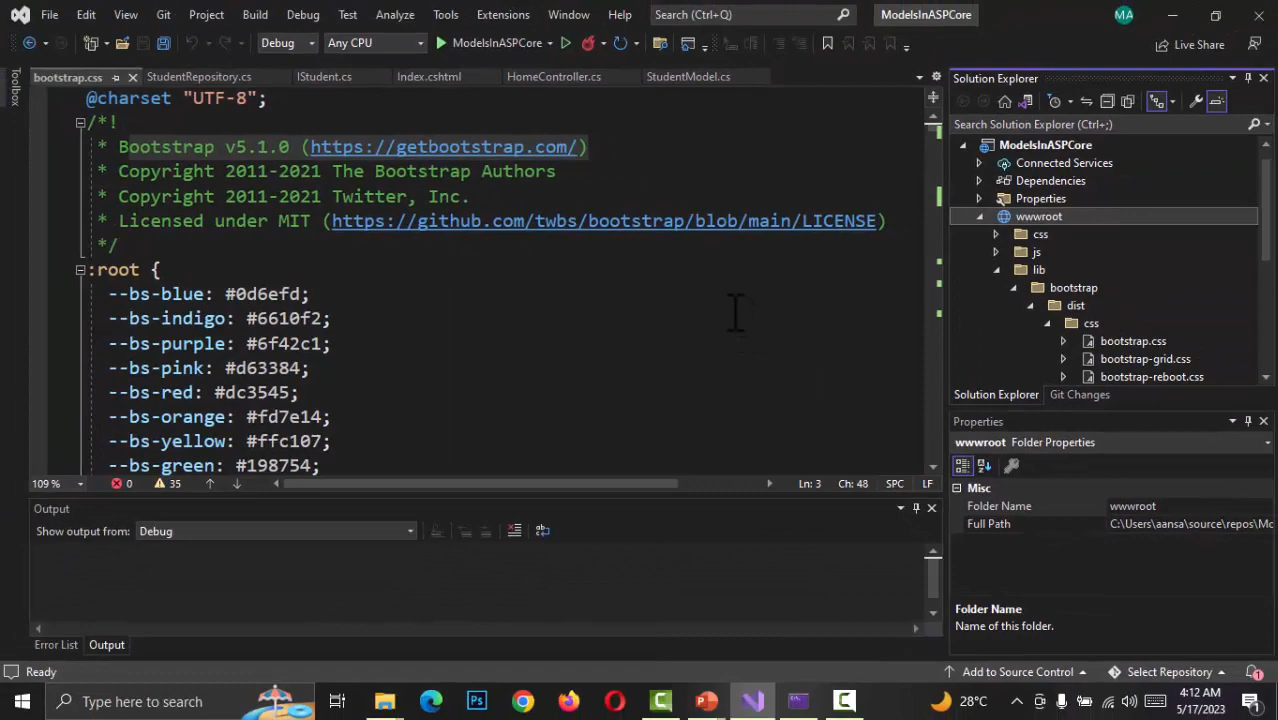 File Edit View Git Project Build Debug Test Analyze Tools Extensions Window Help Search (Ctrl+Q) ModelsInASPCore MA
Debug Any CPU ModelsInASPCore Live Share
Toolbox
bootstrap.css StudentRepository.cs IStudent.cs Index.cshtml HomeController.cs StudentModel.cs
@charset "UTF-8";
/*!
* Bootstrap v5.1.0 (https://getbootstrap.com/)
* Copyright 2011-2021 The Bootstrap Authors
* Copyright 2011-2021 Twitter, Inc.
* Licensed under MIT (https://github.com/twbs/bootstrap/blob/main/LICENSE)
*/
:root {
--bs-blue: #0d6efd;
--bs-indigo: #6610f2;
--bs-purple: #6f42c1;
--bs-pink: #d63384;
--bs-red: #dc3545;
--bs-orange: #fd7e14;
--bs-yellow: #ffc107;
--bs-green: #198754;
109 % 0 35 Ln: 3 Ch: 48 SPC LF
Output
Show output from: Debug
Error List Output
Solution Explorer
Search Solution Explorer (Ctrl+;)
ModelsInASPCore
Connected Services
Dependencies
Properties
wwwroot
css
js
lib
bootstrap
dist
css
bootstrap.css
bootstrap-grid.css
bootstrap-reboot.css
Solution Explorer Git Changes
Properties
wwwroot Folder Properties
Misc
Folder Name wwwroot
Full Path C:\Users\aansa\source\repos\Mc
Folder Name
Name of this folder.
Ready Add to Source Control Select Repository 1
Type here to search 28°C 4:12 AM
5/17/2023 1